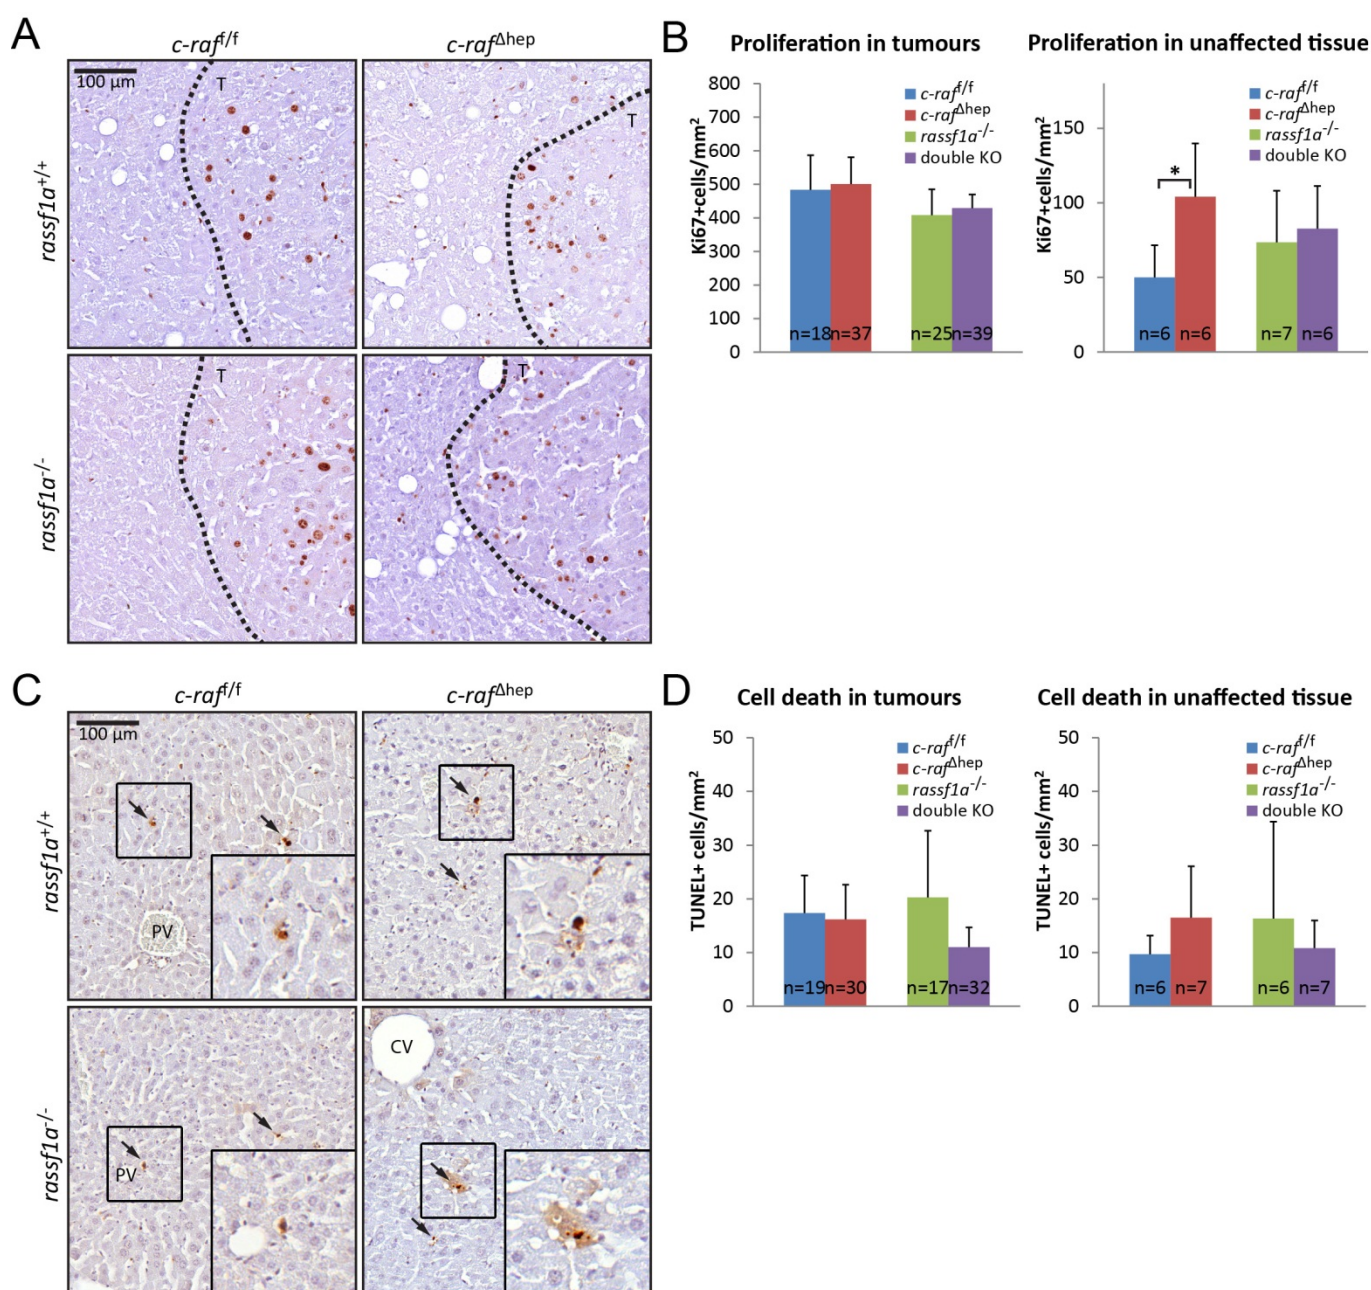 A
c-raf^f/f
c-raf^Δhep
rassf1a^+/+
rassf1a^-/-
100 µm
T
T
T
T
B
Proliferation in tumours
Ki67+cells/mm²
800
700
600
500
400
300
200
100
0
c-raf^f/f
c-raf^Δhep
rassf1a^-/-
double KO
n=18 n=37 n=25 n=39
Proliferation in unaffected tissue
Ki67+cells/mm²
150
100
50
0
c-raf^f/f
c-raf^Δhep
rassf1a^-/-
double KO
*
n=6 n=6 n=7 n=6
C
c-raf^f/f
c-raf^Δhep
rassf1a^+/+
rassf1a^-/-
100 µm
PV
PV
CV
D
Cell death in tumours
TUNEL+ cells/mm²
50
40
30
20
10
0
c-raf^f/f
c-raf^Δhep
rassf1a^-/-
double KO
n=19 n=30 n=17 n=32
Cell death in unaffected tissue
TUNEL+ cells/mm²
50
40
30
20
10
0
c-raf^f/f
c-raf^Δhep
rassf1a^-/-
double KO
n=6 n=7 n=6 n=7